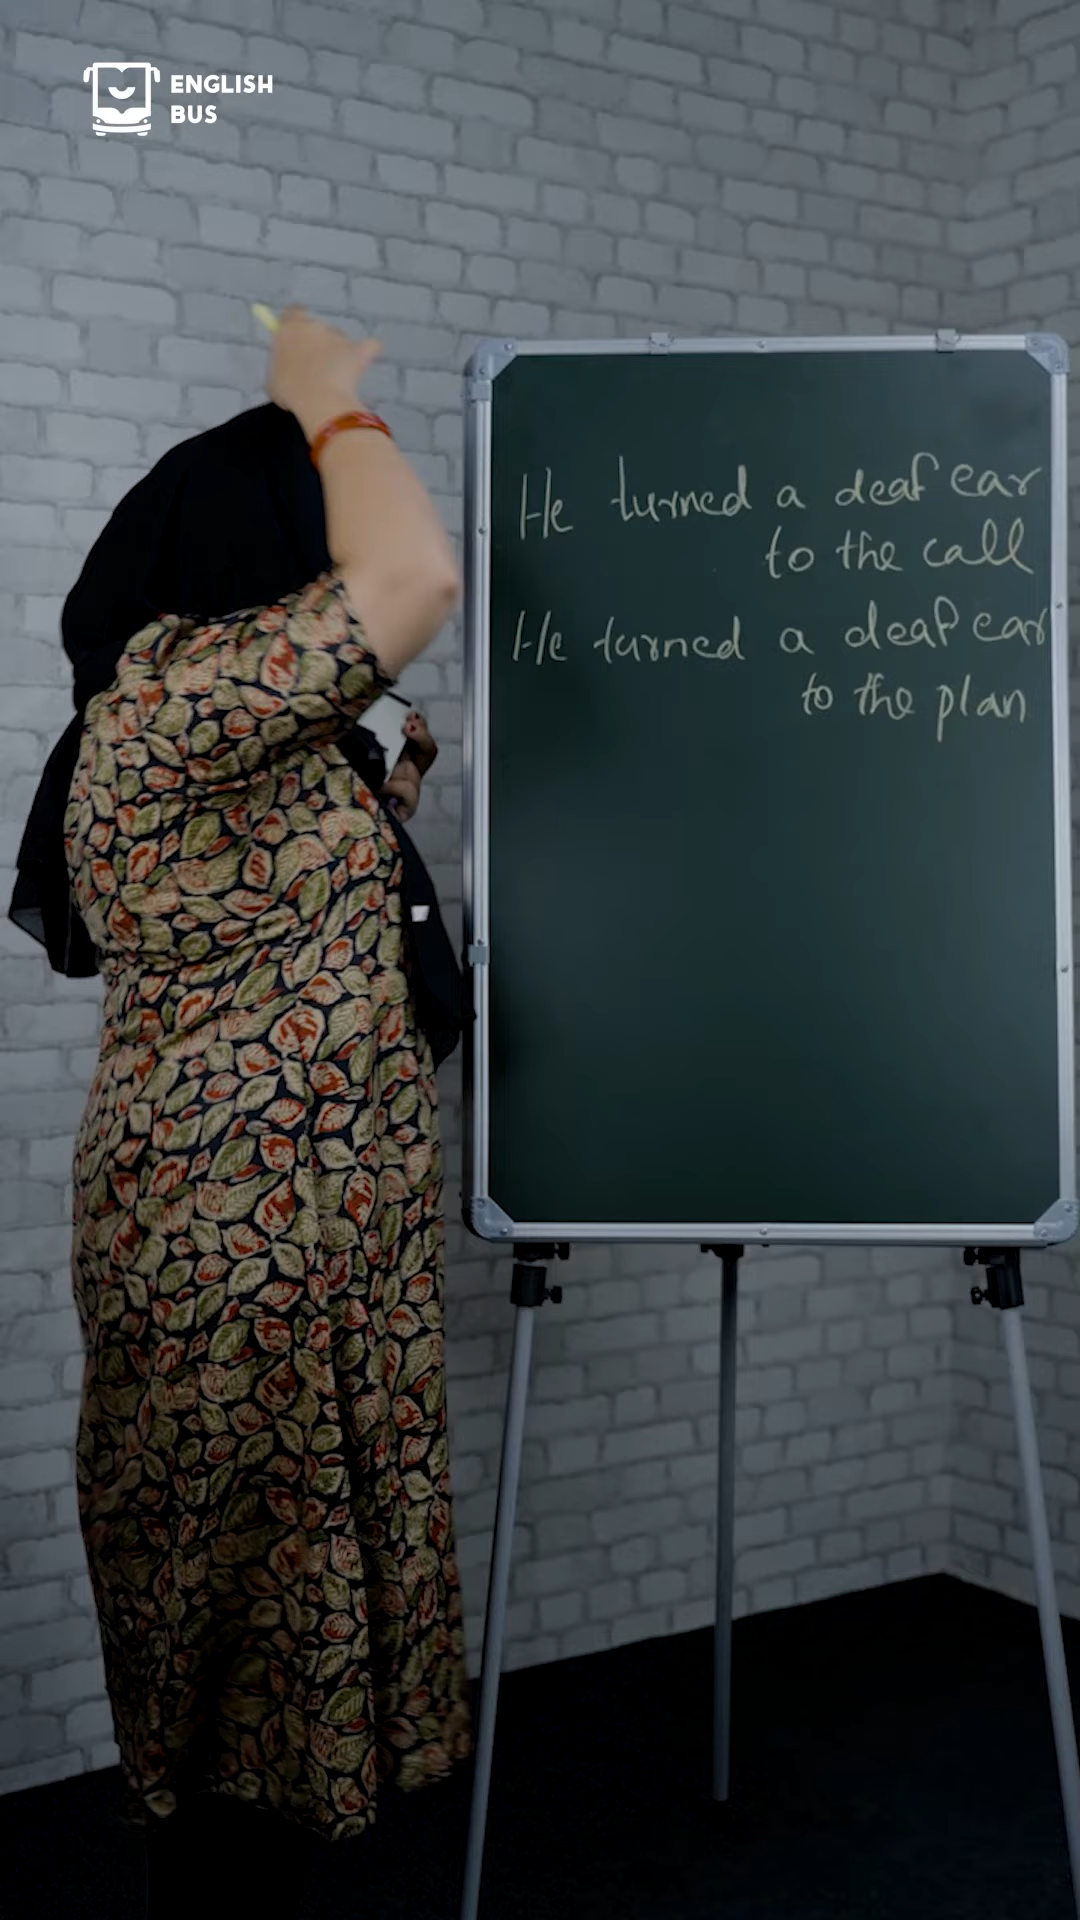 ENGLISH
BUS
He turned a deaf ear
to the call
He turned a deaf ear
to the plan